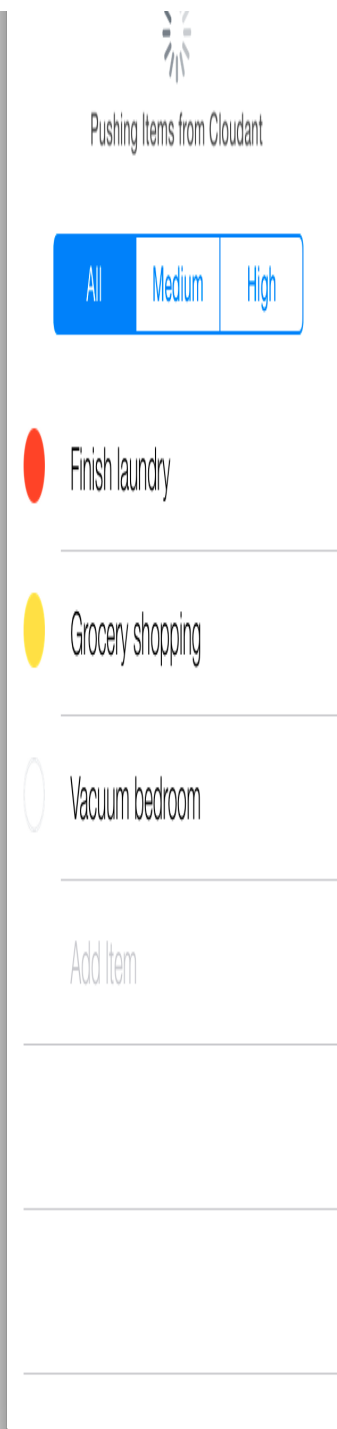 Pushing Items from Cloudant
All Medium High
Finish laundry
Grocery shopping
Vacuum bedroom
Add Item